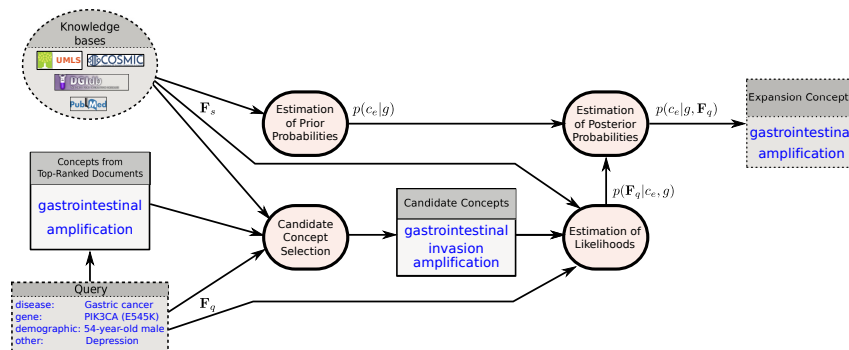 Knowledge
bases
UMLS
COSMIC
DGIdb
PubMed
F_s
Estimation
of Prior
Probabilities
p(c_e|g)
Estimation
of Posterior
Probabilities
p(c_e|g, F_q)
Expansion Concept
gastrointestina
amplification
Concepts from
Top-Ranked Documents
gastrointestinal
amplification
Candidate
Concept
Selection
Candidate Concepts
gastrointestinal
invasion
amplification
p(F_q|c_e, g)
Estimation of
Likelihoods
Query
disease: Gastric cancer
gene: PIK3CA (E545K)
demographic: 54-year-old male
other: Depression
F_q